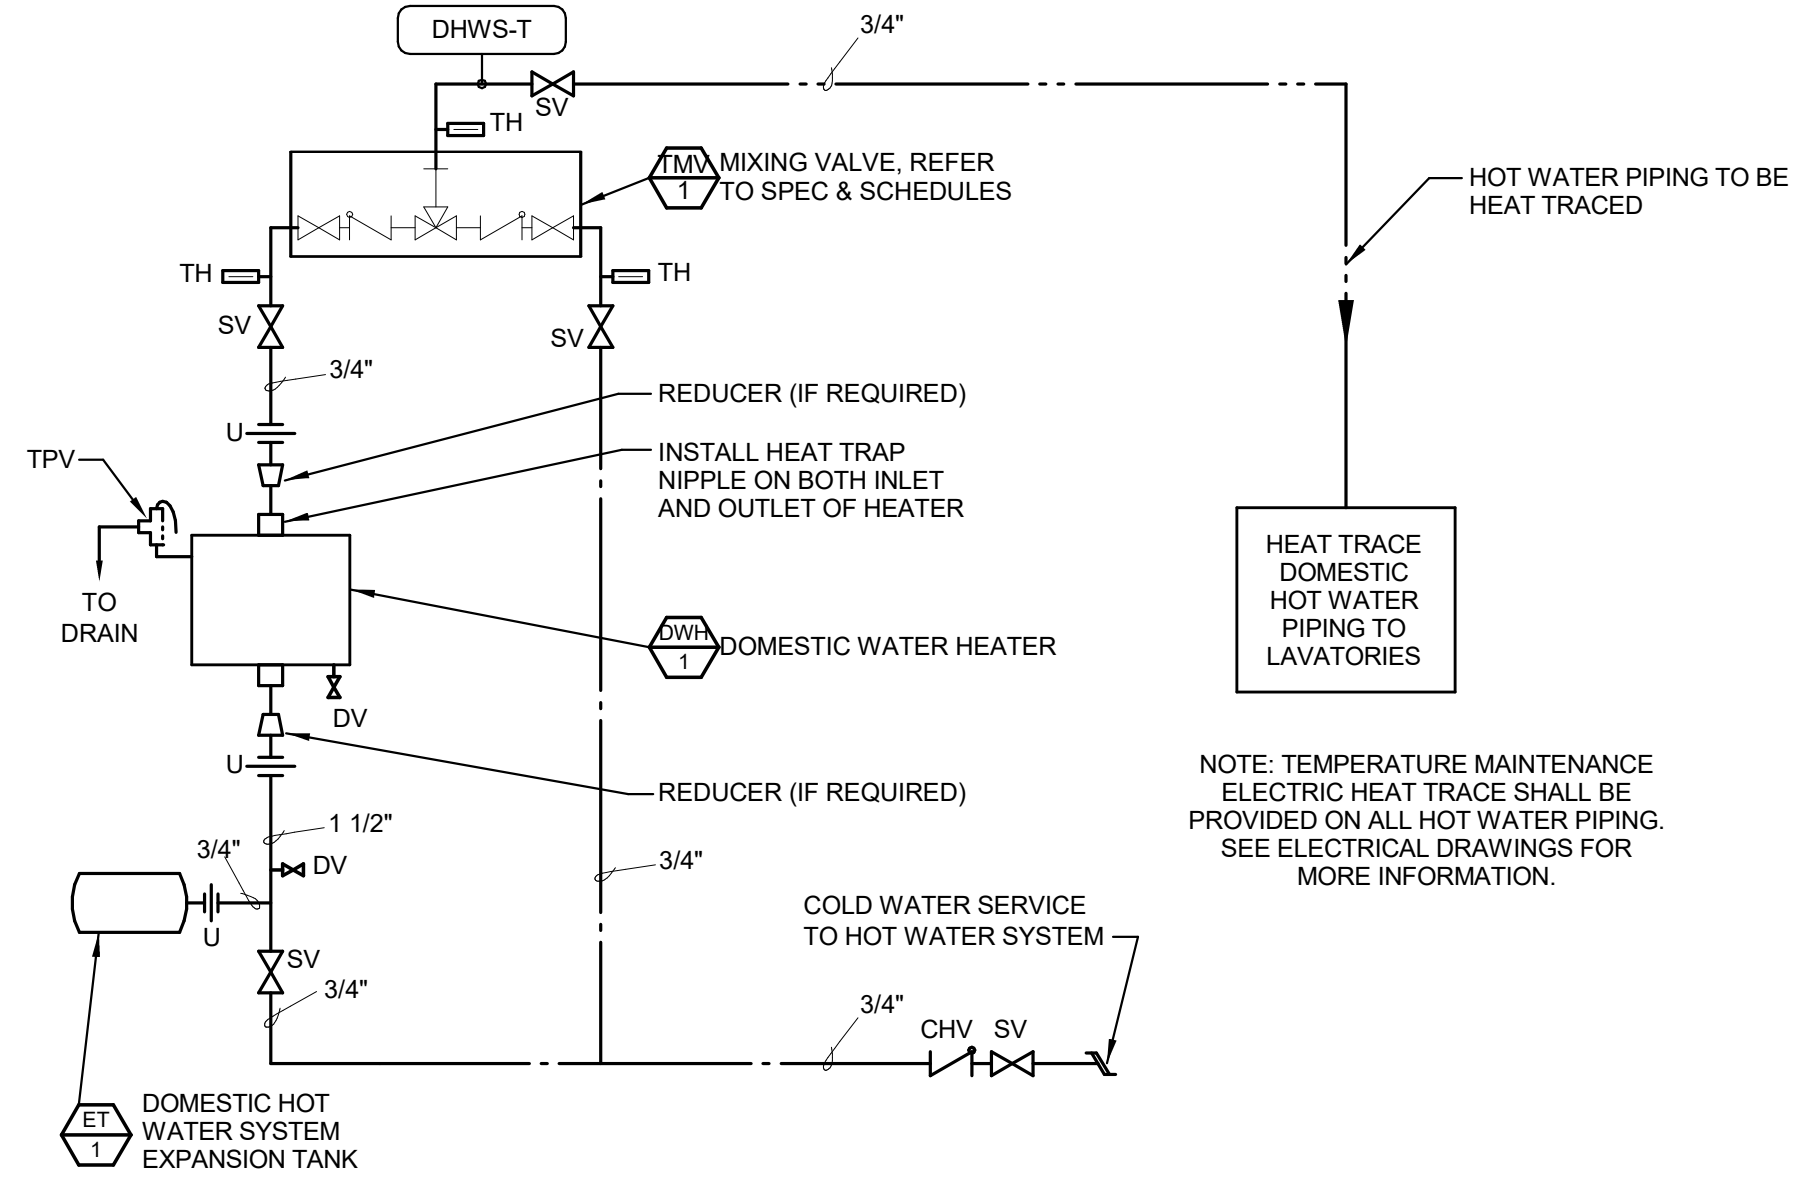 DHWS-T
3/4"
SV
TH
TMV
1
MIXING VALVE, REFER
TO SPEC & SCHEDULES
HOT WATER PIPING TO BE
HEAT TRACED
TH
TH
SV
SV
3/4"
REDUCER (IF REQUIRED)
U
TPV
INSTALL HEAT TRAP
NIPPLE ON BOTH INLET
AND OUTLET OF HEATER
TO
DRAIN
HEAT TRACE
DOMESTIC
HOT WATER
PIPING TO
LAVATORIES
DWH
1
DOMESTIC WATER HEATER
DV
U
REDUCER (IF REQUIRED)
NOTE: TEMPERATURE MAINTENANCE
ELECTRIC HEAT TRACE SHALL BE
PROVIDED ON ALL HOT WATER PIPING.
SEE ELECTRICAL DRAWINGS FOR
MORE INFORMATION.
1 1/2"
3/4"
DV
3/4"
U
COLD WATER SERVICE
TO HOT WATER SYSTEM
SV
3/4"
3/4"
CHV
SV
ET
1
DOMESTIC HOT
WATER SYSTEM
EXPANSION TANK